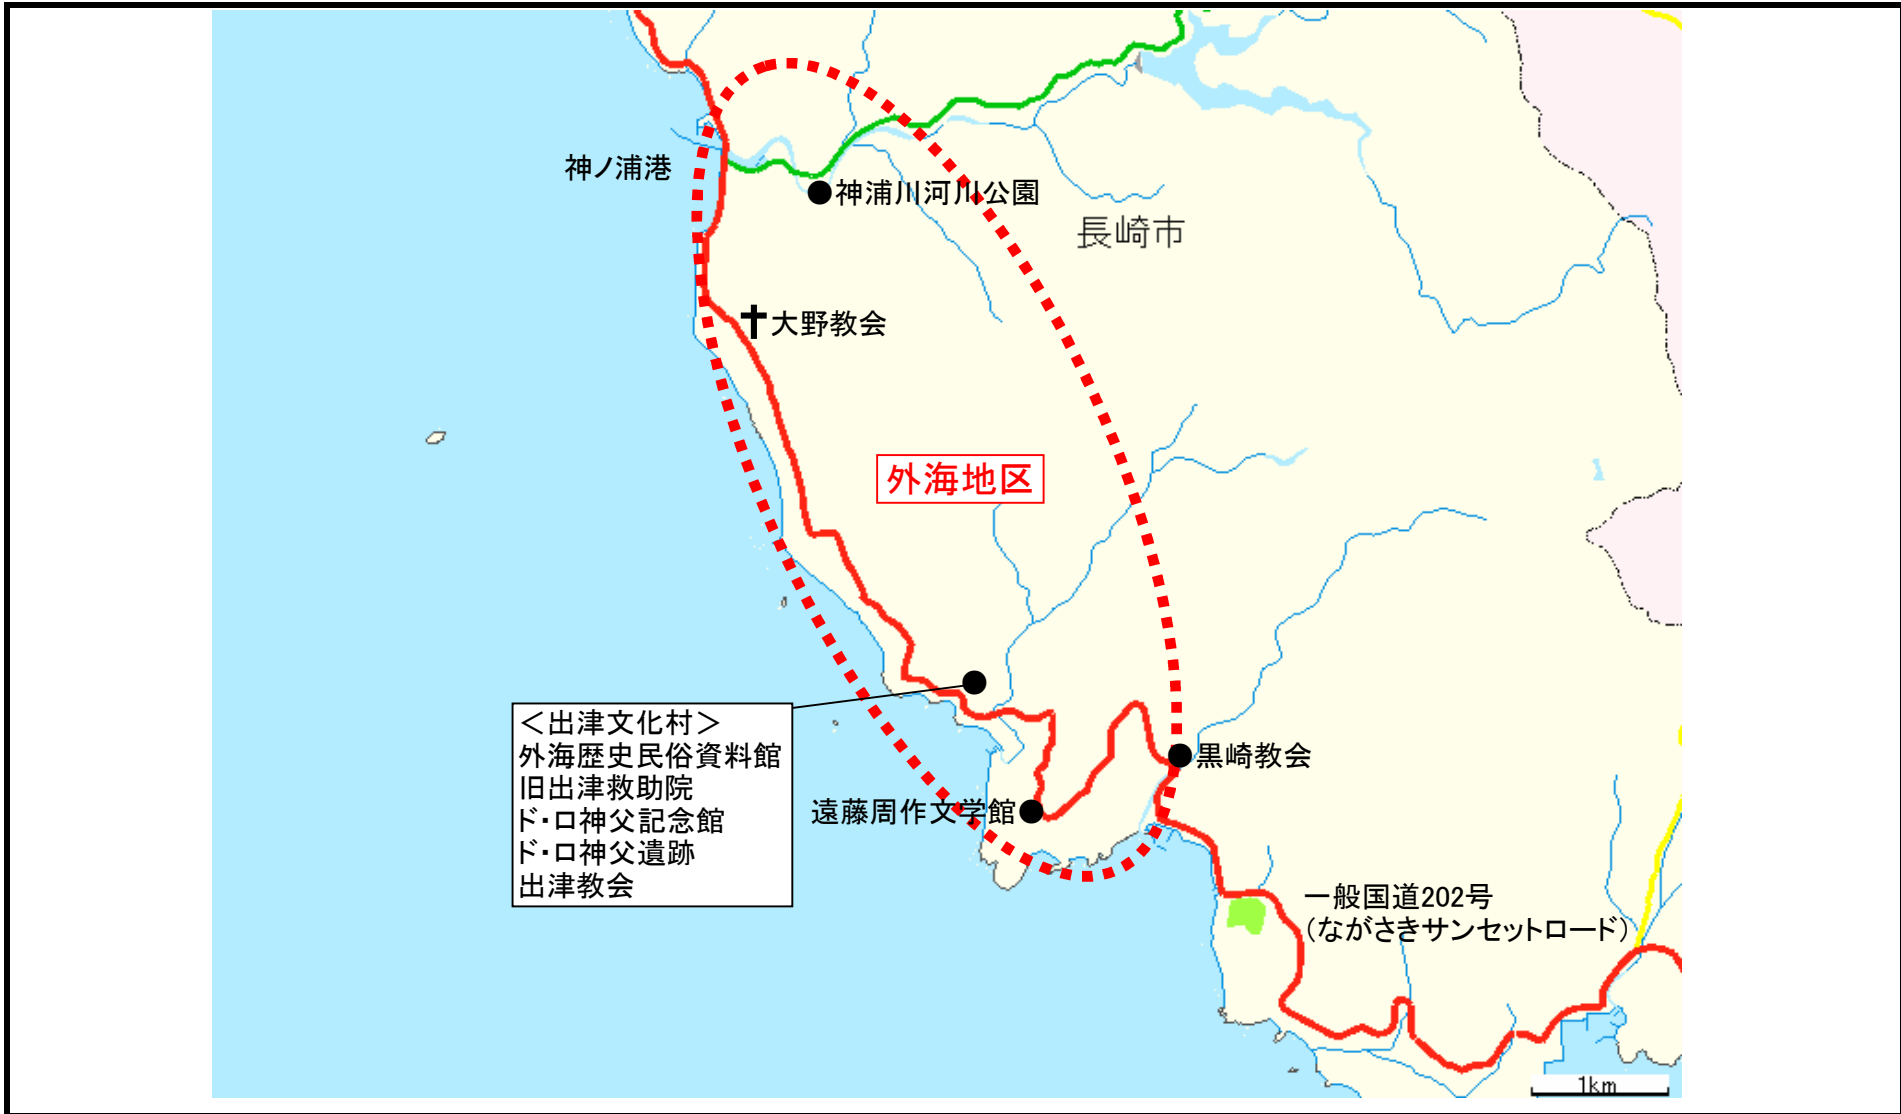 神ノ浦港
神浦川河川公園
長崎市
大野教会
外海地区
<出津文化村>
外海歴史民俗資料館
旧出津救助院
ド・ロ神父記念館
ド・ロ神父遺跡
出津教会
黒崎教会
遠藤周作文学館
一般国道202号
(ながさきサンセットロード)
1km